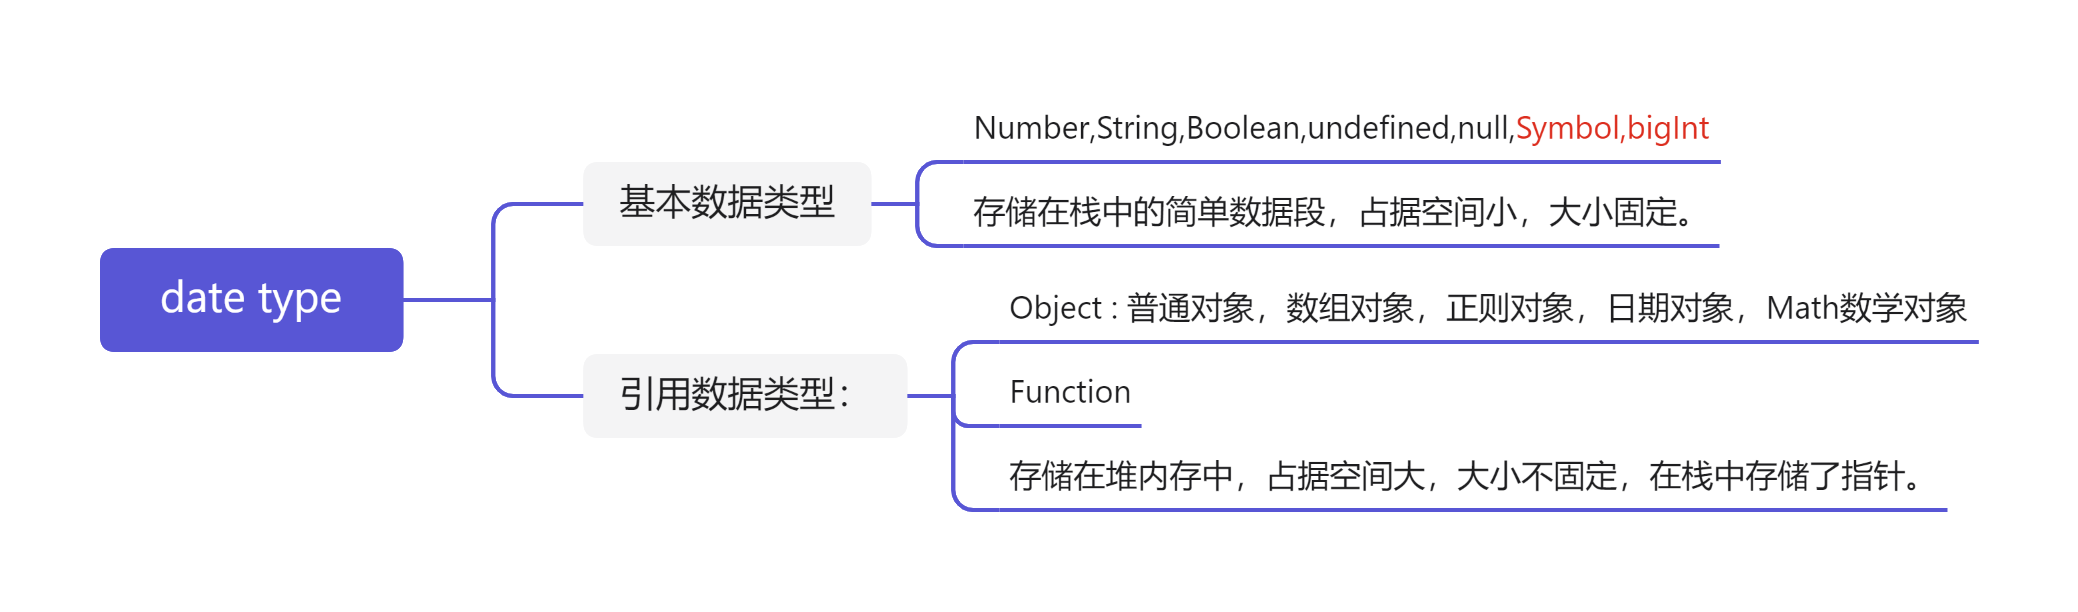 date type
基本数据类型
Number,String,Boolean,undefined,null,Symbol,bigInt
存储在栈中的简单数据段，占据空间小，大小固定。
引用数据类型：
Object : 普通对象，数组对象，正则对象，日期对象，Math数学对象
Function
存储在堆内存中，占据空间大，大小不固定，在栈中存储了指针。